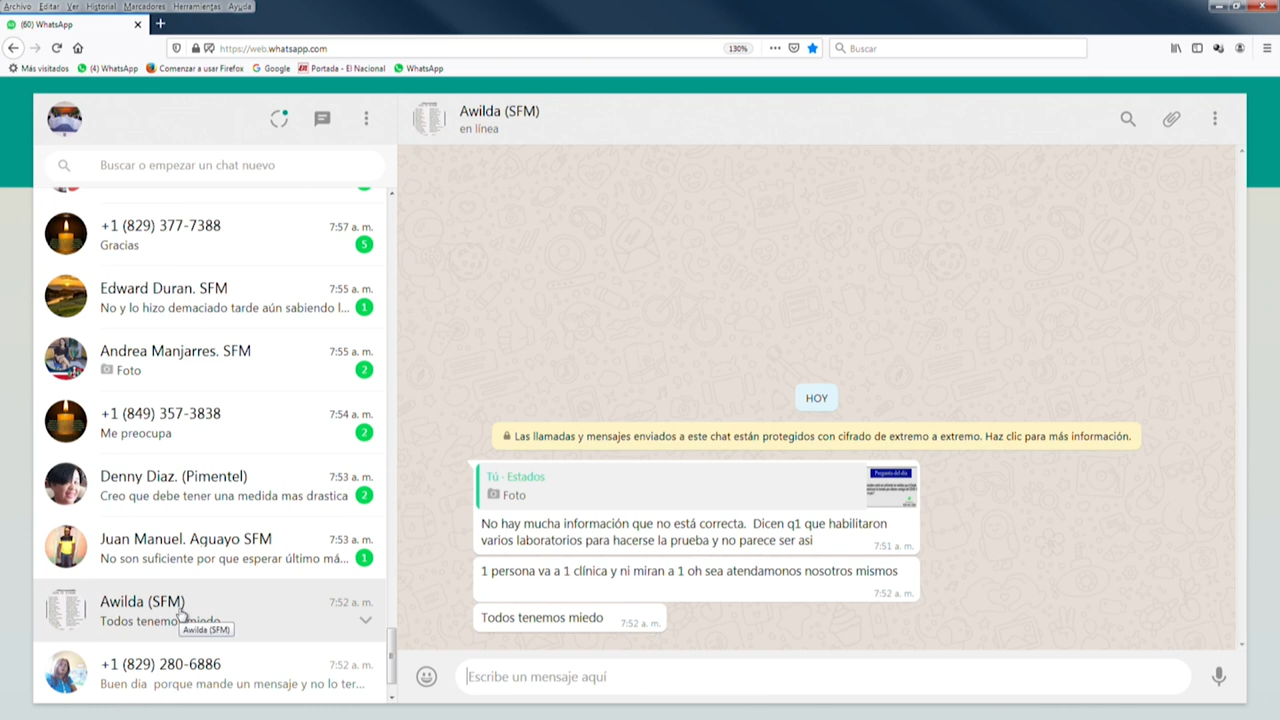 Archivo Editar Ver Historial Marcadores Herramientas Ayuda
(60) WhatsApp
https://web.whatsapp.com
130%
Buscar
Más visitados
(4) WhatsApp
Comenzar a usar Firefox
Google
Portada - El Nacional
WhatsApp
Buscar o empezar un chat nuevo
+1 (829) 377-7388
7:57 a. m.
Gracias
5
Edward Duran. SFM
7:55 a. m.
No y lo hizo demaciado tarde aún sabiendo l...
1
Andrea Manjarres. SFM
7:55 a. m.
Foto
2
+1 (849) 357-3838
7:54 a. m.
Me preocupa
2
Denny Diaz. (Pimentel)
7:53 a. m.
Creo que debe tener una medida mas drastica
2
Juan Manuel. Aguayo SFM
7:53 a. m.
No son suficiente por que esperar último má...
1
Awilda (SFM)
7:52 a. m.
Todos tenemos miedo
Awilda (SFM)
+1 (829) 280-6886
7:52 a. m.
Buen dia porque mande un mensaje y no lo ter...
Awilda (SFM)
en línea
HOY
Las llamadas y mensajes enviados a este chat están protegidos con cifrado de extremo a extremo. Haz clic para más información.
Tú · Estados
Foto
Pregunta del día
No hay mucha información que no está correcta. Dicen q1 que habilitaron
varios laboratorios para hacerse la prueba y no parece ser asi
7:51 a. m.
1 persona va a 1 clínica y ni miran a 1 oh sea atendamonos nosotros mismos
7:52 a. m.
Todos tenemos miedo
7:52 a. m.
Escribe un mensaje aquí